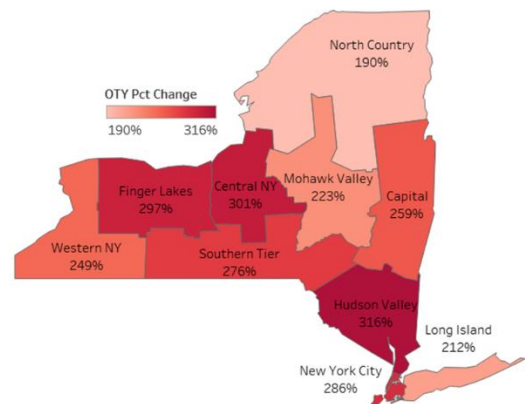 North Country
190%
OTY Pct Change
190% 316%
Mohawk Valley
223%
Finger Lakes
297%
Central NY
301%
Capital
259%
Western NY
249%
Southern Tier
276%
Hudson Valley
316%
Long Island
212%
New York City
286%